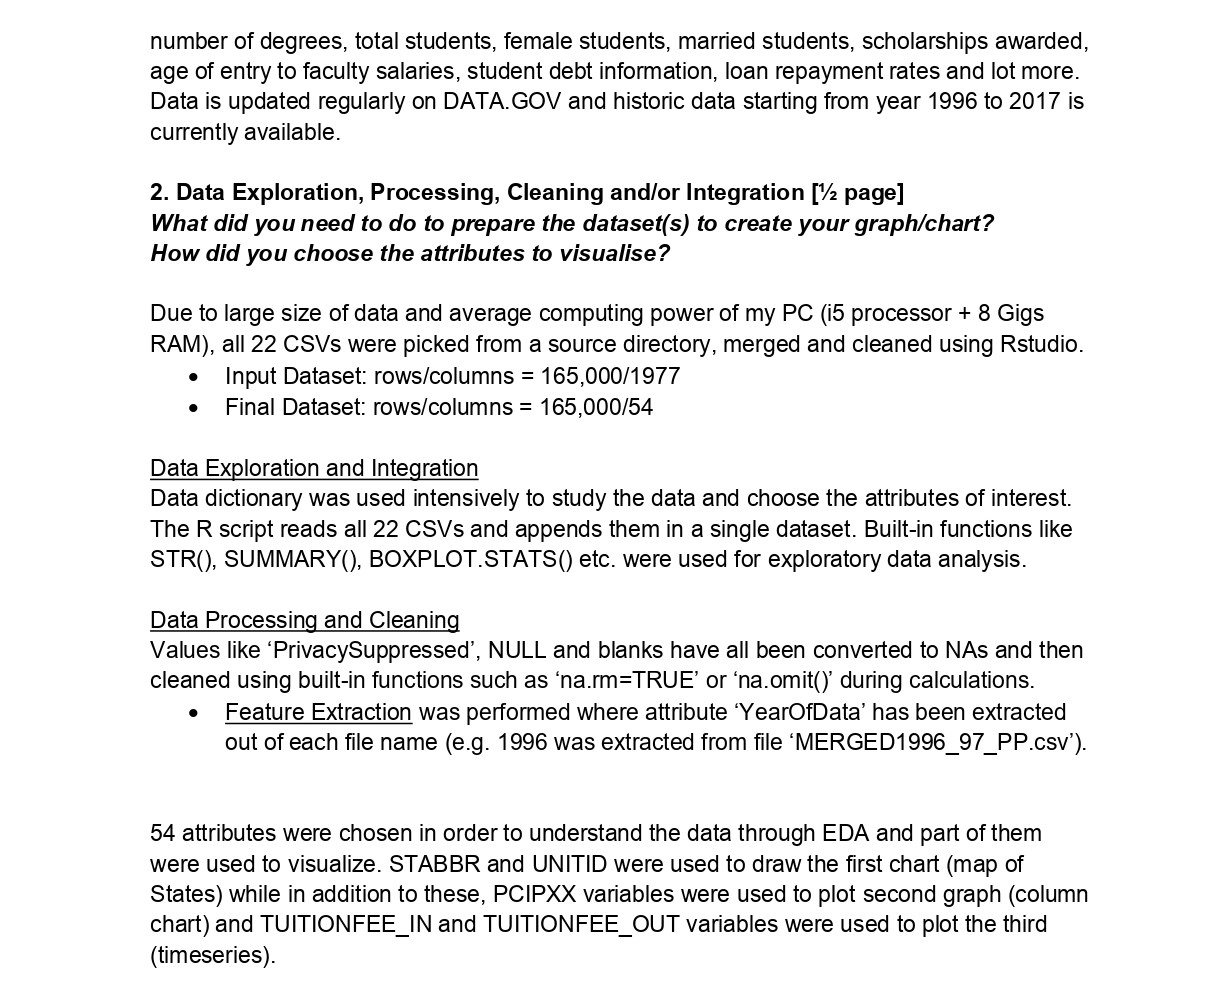 number of degrees, total students, female students, married students, scholarships awarded,
age of entry to faculty salaries, student debt information, loan repayment rates and lot more.
Data is updated regularly on DATA.GOV and historic data starting from year 1996 to 2017 is
currently available.
2. Data Exploration, Processing, Cleaning and/or Integration [½ page]
What did you need to do to prepare the dataset(s) to create your graph/chart?
How did you choose the attributes to visualise?
Due to large size of data and average computing power of my PC (i5 processor + 8 Gigs
RAM), all 22 CSVs were picked from a source directory, merged and cleaned using Rstudio.
• Input Dataset: rows/columns = 165,000/1977
• Final Dataset: rows/columns = 165,000/54
Data Exploration and Integration
Data dictionary was used intensively to study the data and choose the attributes of interest.
The R script reads all 22 CSVs and appends them in a single dataset. Built-in functions like
STR(), SUMMARY(), BOXPLOT.STATS() etc. were used for exploratory data analysis.
Data Processing and Cleaning
Values like ‘PrivacySuppressed’, NULL and blanks have all been converted to NAs and then
cleaned using built-in functions such as ‘na.rm=TRUE’ or ‘na.omit()’ during calculations.
• Feature Extraction was performed where attribute ‘YearOfData’ has been extracted
out of each file name (e.g. 1996 was extracted from file ‘MERGED1996_97_PP.csv’).
54 attributes were chosen in order to understand the data through EDA and part of them
were used to visualize. STABBR and UNITID were used to draw the first chart (map of
States) while in addition to these, PCIPXX variables were used to plot second graph (column
chart) and TUITIONFEE_IN and TUITIONFEE_OUT variables were used to plot the third
(timeseries).